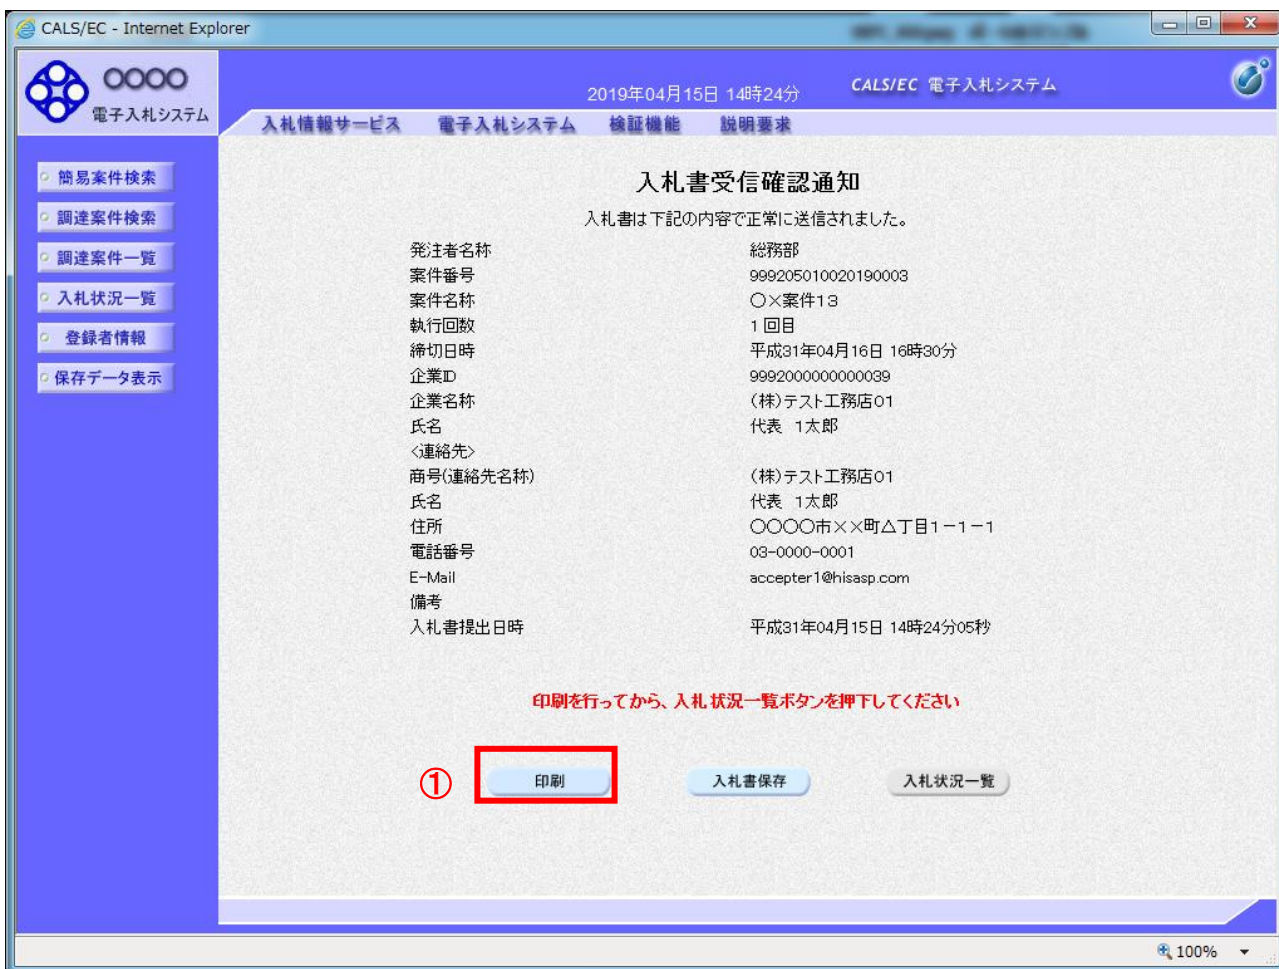 CALS/EC - Internet Explorer
〇〇〇〇
電子入札システム
2019年04月15日 14時24分
CALS/EC 電子入札システム
入札情報サービス 電子入札システム 検証機能 説明要求
簡易案件検索
調達案件検索
調達案件一覧
入札状況一覧
登録者情報
保存データ表示
入札書受信確認通知
入札書は下記の内容で正常に送信されました。
発注者名称 総務部
案件番号 999205010020190003
案件名称 〇×案件13
執行回数 1回目
締切日時 平成31年04月16日 16時30分
企業ID 9992000000000039
企業名称 (株)テスト工務店01
氏名 代表 1太郎
<連絡先>
商号(連絡先名称) (株)テスト工務店01
氏名 代表 1太郎
住所 〇〇〇〇市××町△丁目1-1-1
電話番号 03-0000-0001
E-Mail accepter1@hisasp.com
備考
入札書提出日時 平成31年04月15日 14時24分05秒
印刷を行ってから、入札状況一覧ボタンを押下してください
① 印刷 入札書保存 入札状況一覧
100%